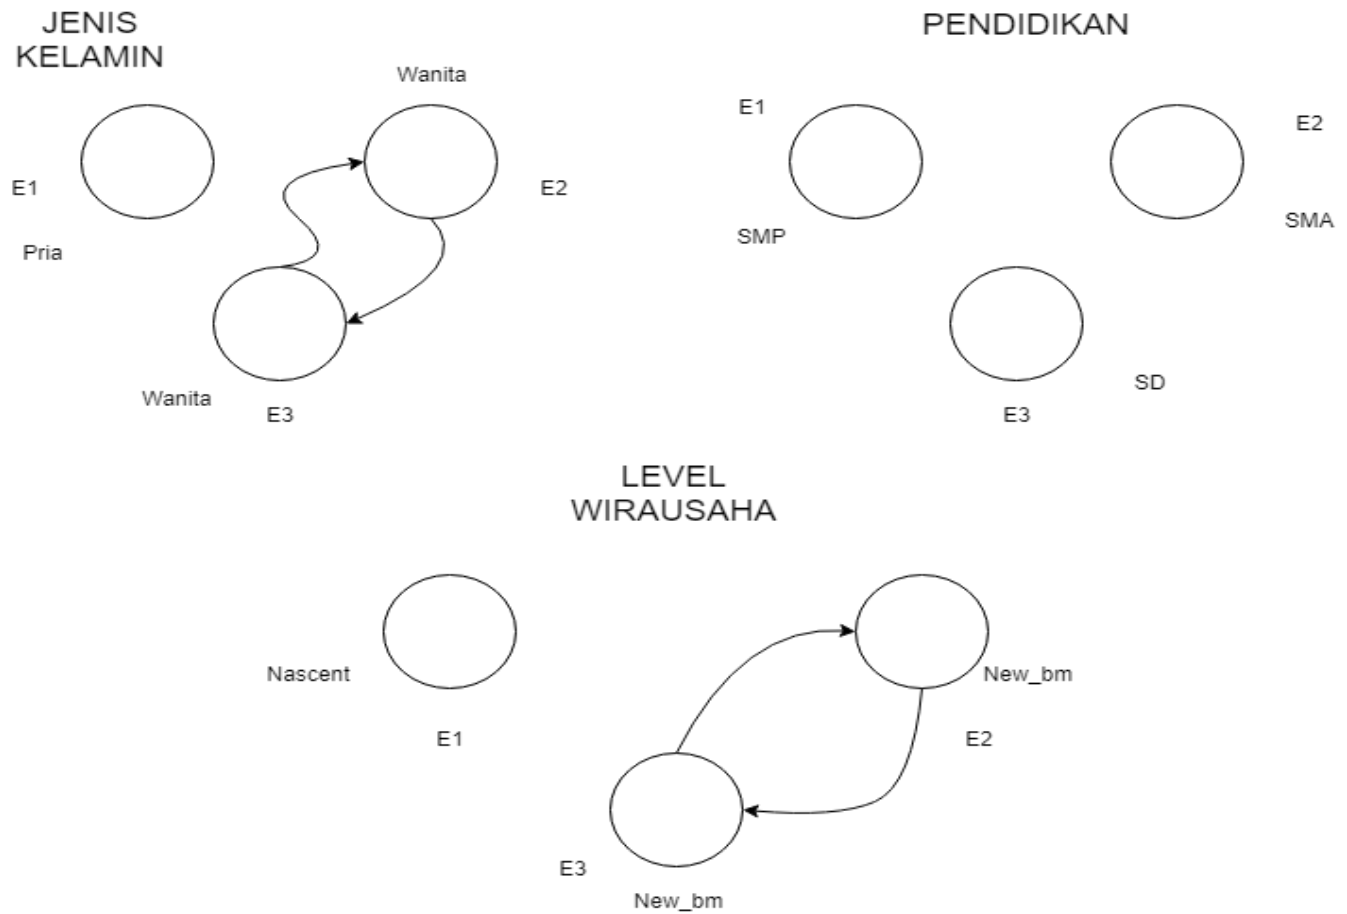 JENIS
KELAMIN
Wanita
E1
E2
Pria
Wanita
E3
PENDIDIKAN
E1
E2
SMP
SMA
SD
E3
LEVEL
WIRAUSAHA
Nascent
New_bm
E1
E2
E3
New_bm